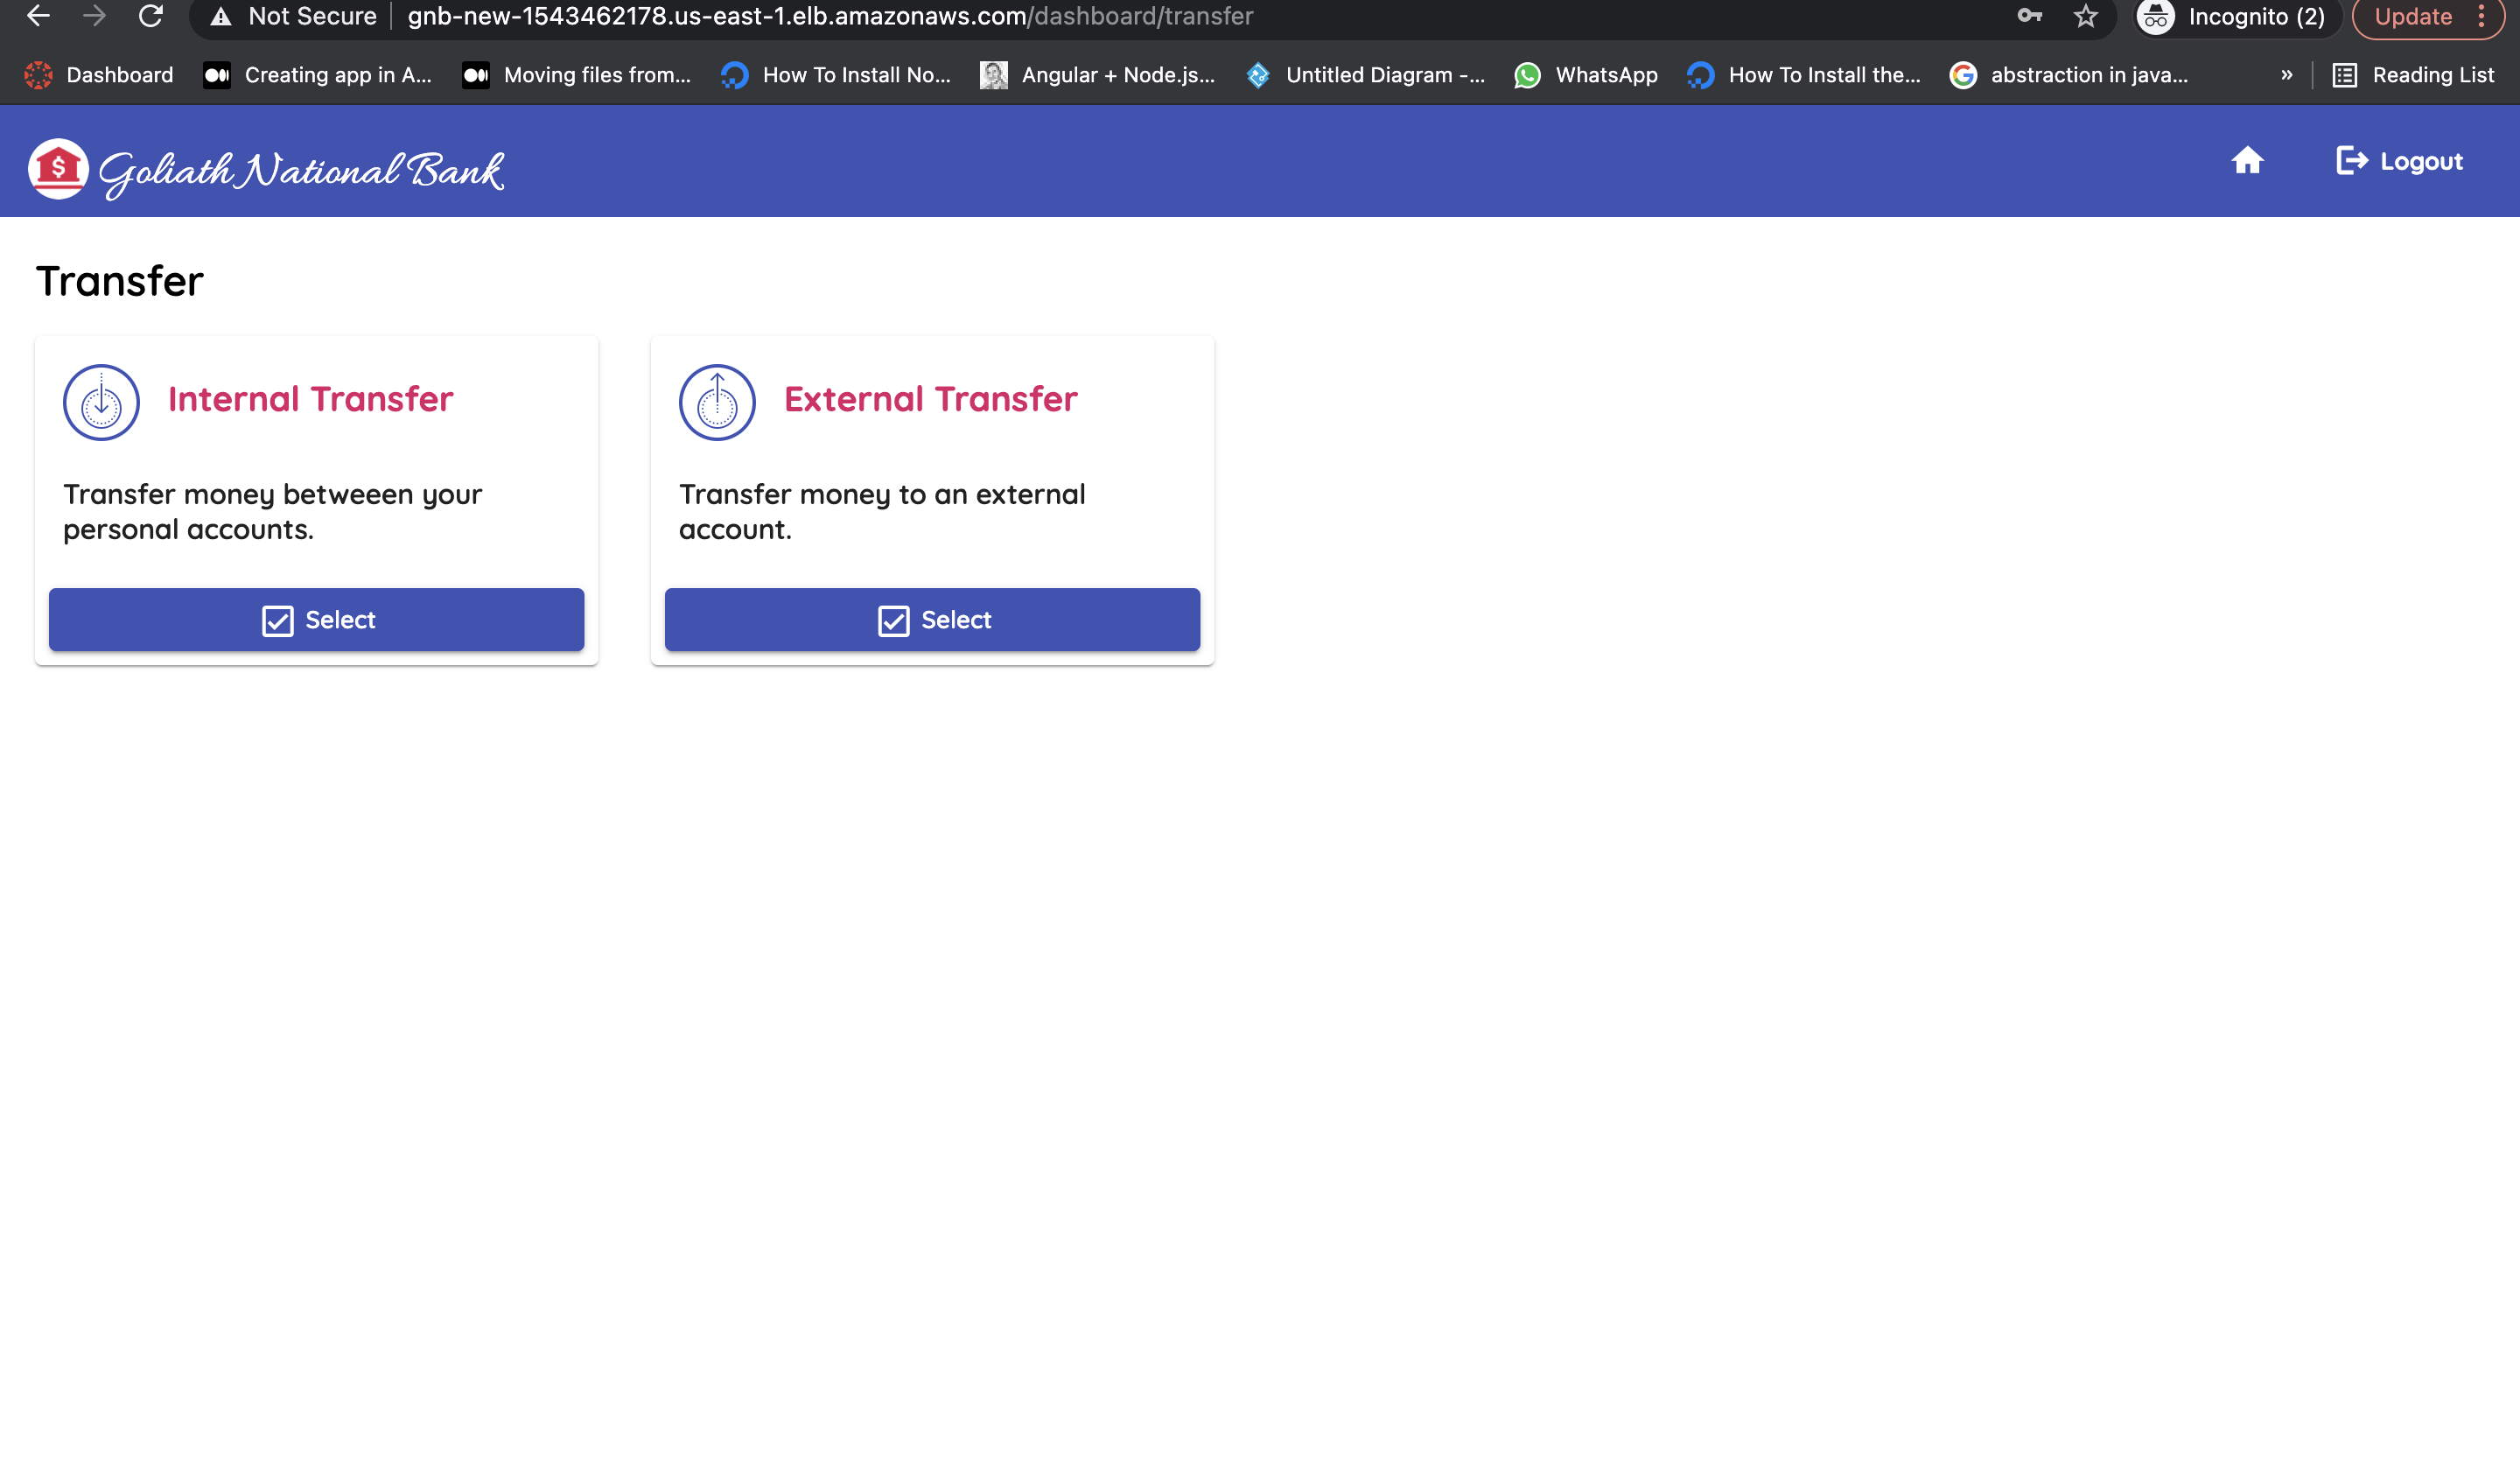 Not Secure gnb-new-1543462178.us-east-1.elb.amazonaws.com/dashboard/transfer Incognito (2) Update
Dashboard Creating app in A... Moving files from... How To Install No... Angular + Node.js... Untitled Diagram -... WhatsApp How To Install the... abstraction in java... » Reading List
Goliath National Bank Logout
Transfer
Internal Transfer
Transfer money betweeen your
personal accounts.
Select
External Transfer
Transfer money to an external
account.
Select